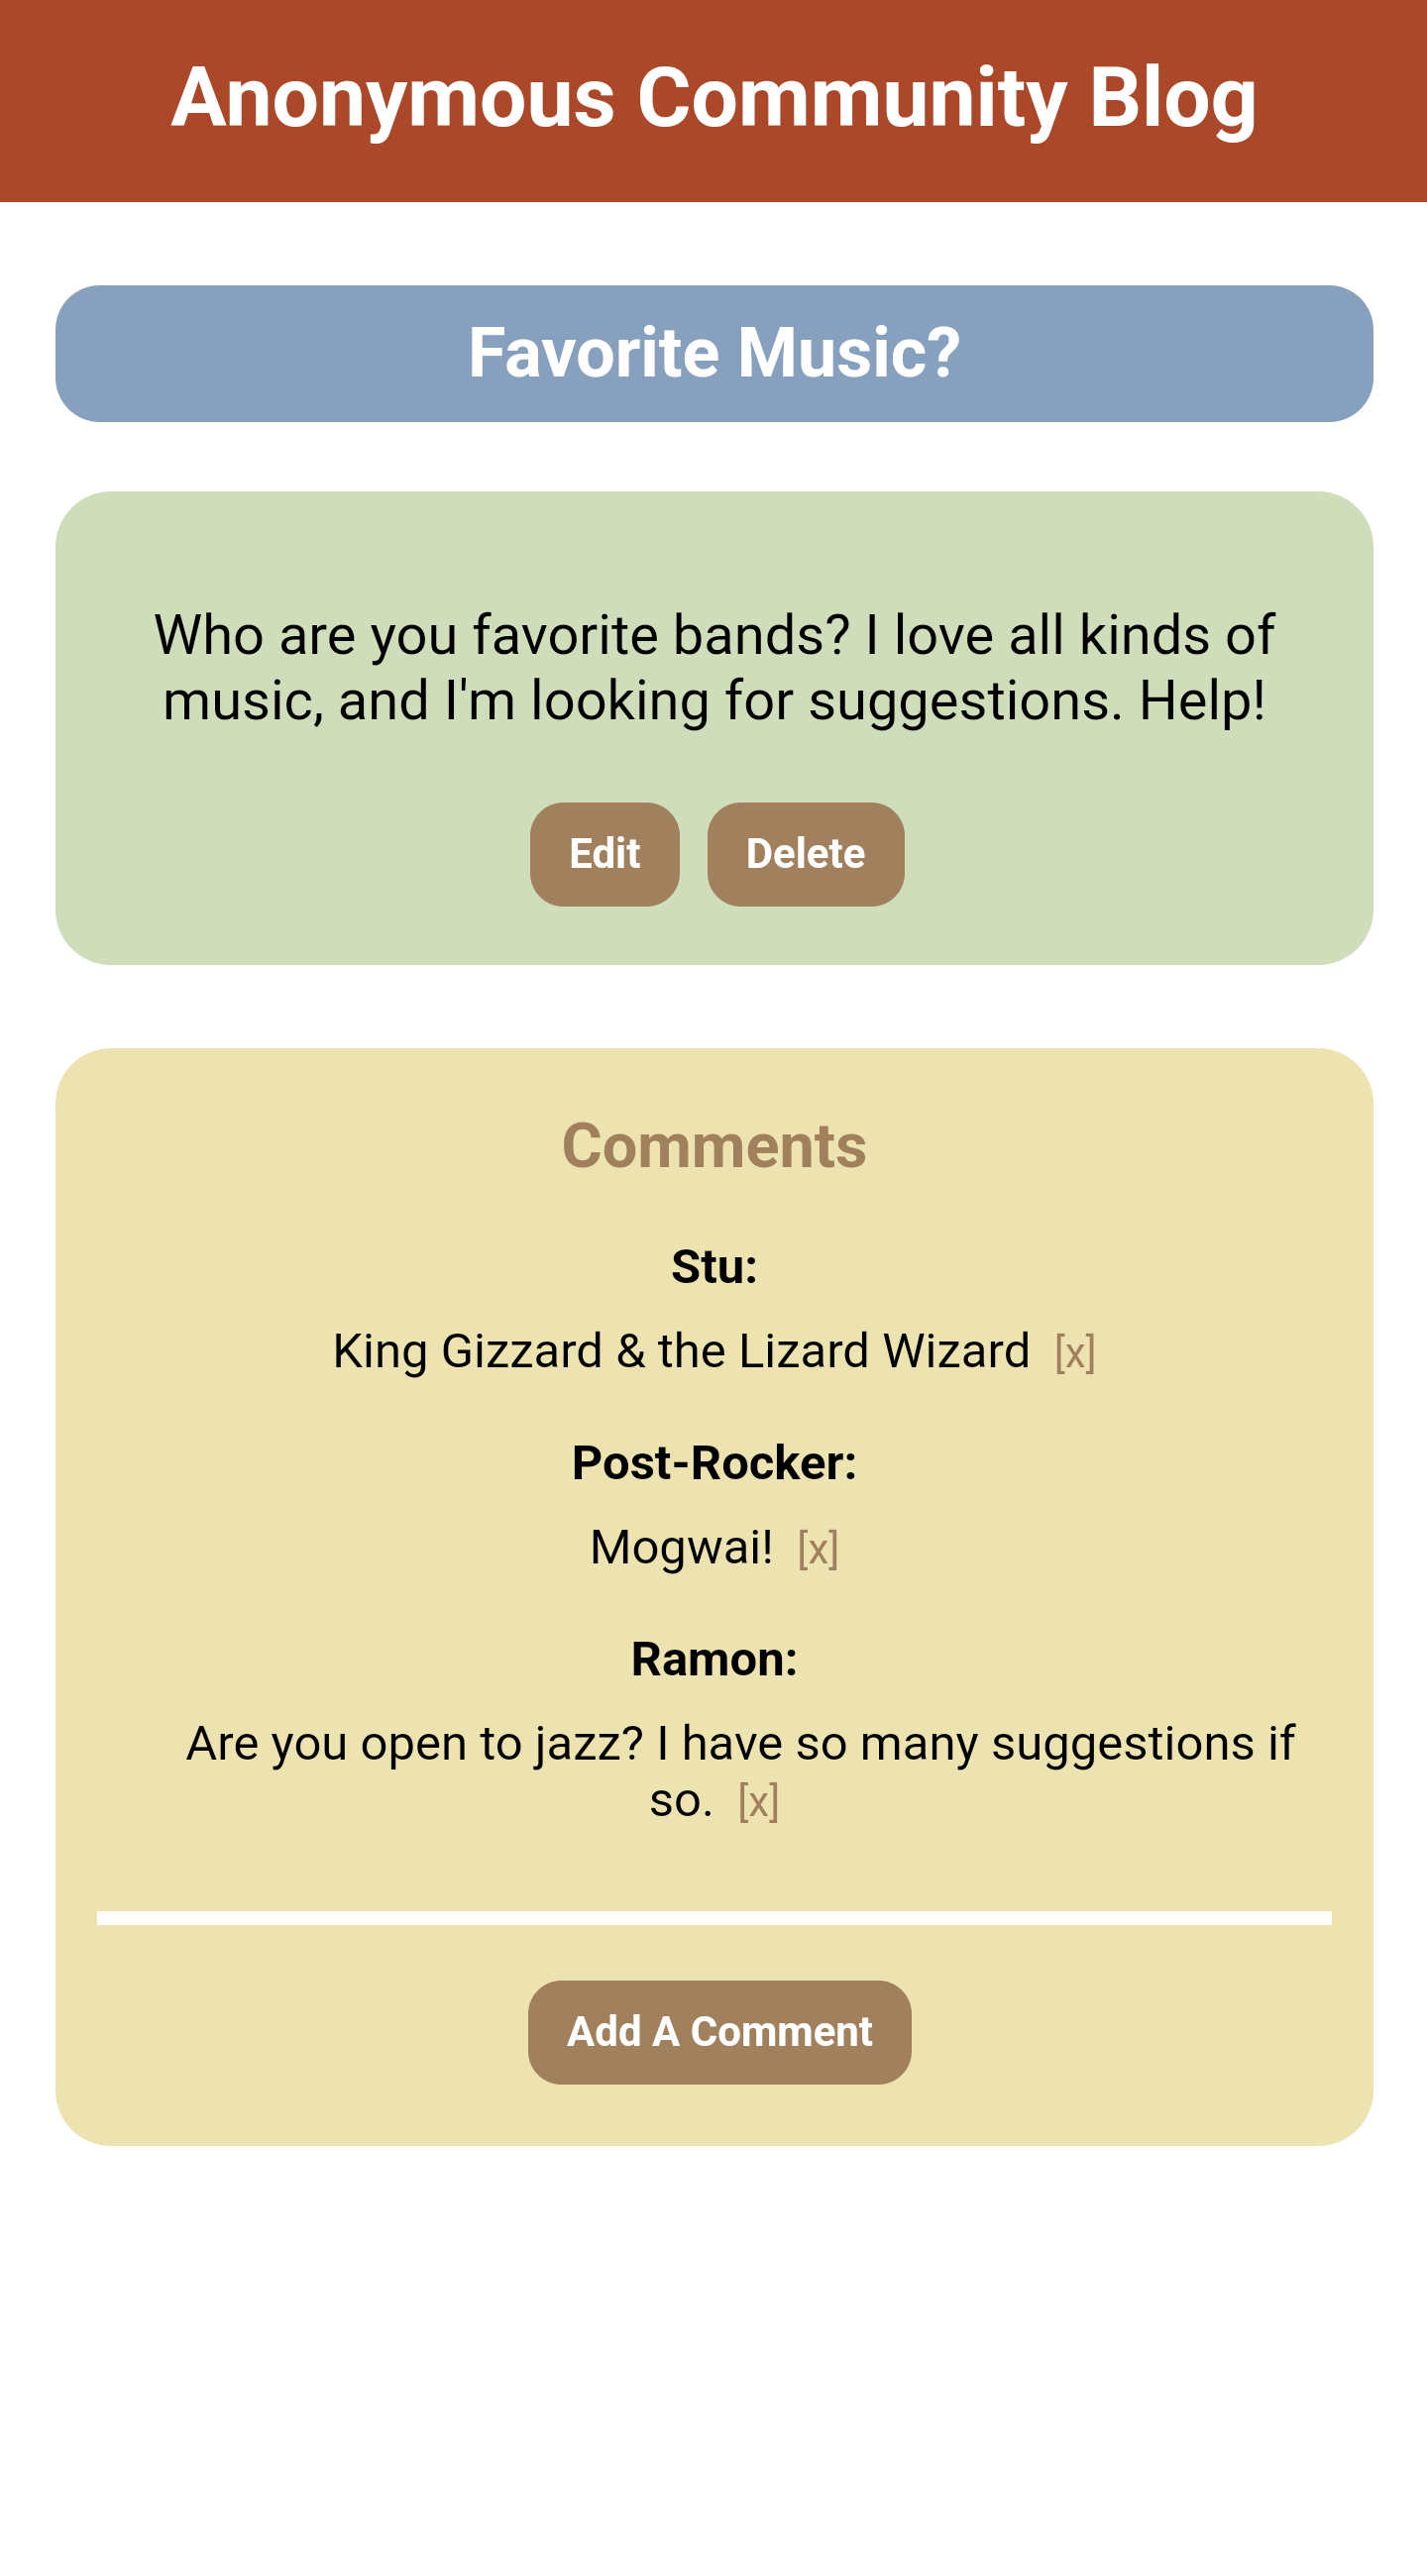 Anonymous Community Blog
Favorite Music?
Who are you favorite bands? I love all kinds of
music, and I'm looking for suggestions. Help!
Edit Delete
Comments
Stu:
King Gizzard & the Lizard Wizard [x]
Post-Rocker:
Mogwai! [x]
Ramon:
Are you open to jazz? I have so many suggestions if
so. [x]
Add A Comment